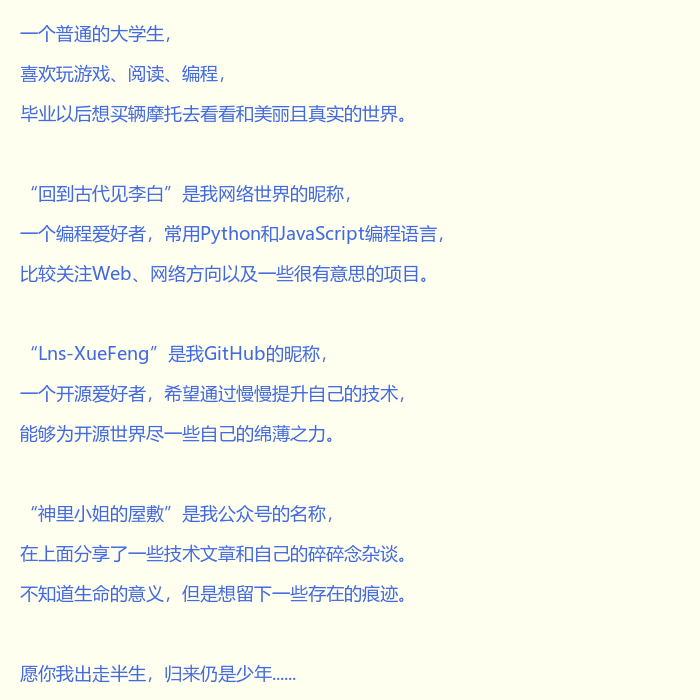 一个普通的大学生，
喜欢玩游戏、阅读、编程，
毕业以后想买辆摩托去看看和美丽且真实的世界。
“回到古代见李白”是我网络世界的昵称，
一个编程爱好者，常用Python和JavaScript编程语言，
比较关注Web、网络方向以及一些很有意思的项目。
“Lns-XueFeng”是我GitHub的昵称，
一个开源爱好者，希望通过慢慢提升自己的技术，
能够为开源世界尽一些自己的绵薄之力。
“神里小姐的屋敷”是我公众号的名称，
在上面分享了一些技术文章和自己的碎碎念杂谈。
不知道生命的意义，但是想留下一些存在的痕迹。
愿你我出走半生，归来仍是少年......